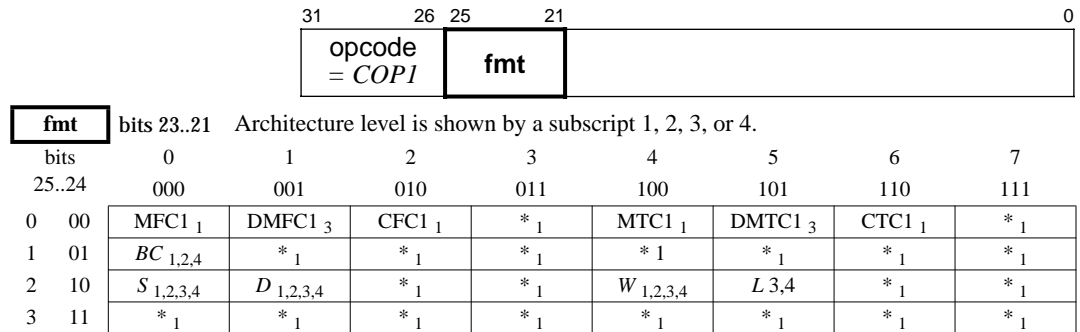 31 26 25 21 0
opcode
= COP1 fmt
fmt bits 23..21 Architecture level is shown by a subscript 1, 2, 3, or 4.
bits 0 1 2 3 4 5 6 7
25..24 000 001 010 011 100 101 110 111
0 00 MFC1 1 DMFC1 3 CFC1 1 * 1 MTC1 1 DMTC1 3 CTC1 1 * 1
1 01 BC 1,2,4 * 1 * 1 * 1 * 1 * 1 * 1 * 1
2 10 S 1,2,3,4 D 1,2,3,4 * 1 * 1 W 1,2,3,4 L 3,4 * 1 * 1
3 11 * 1 * 1 * 1 * 1 * 1 * 1 * 1 * 1